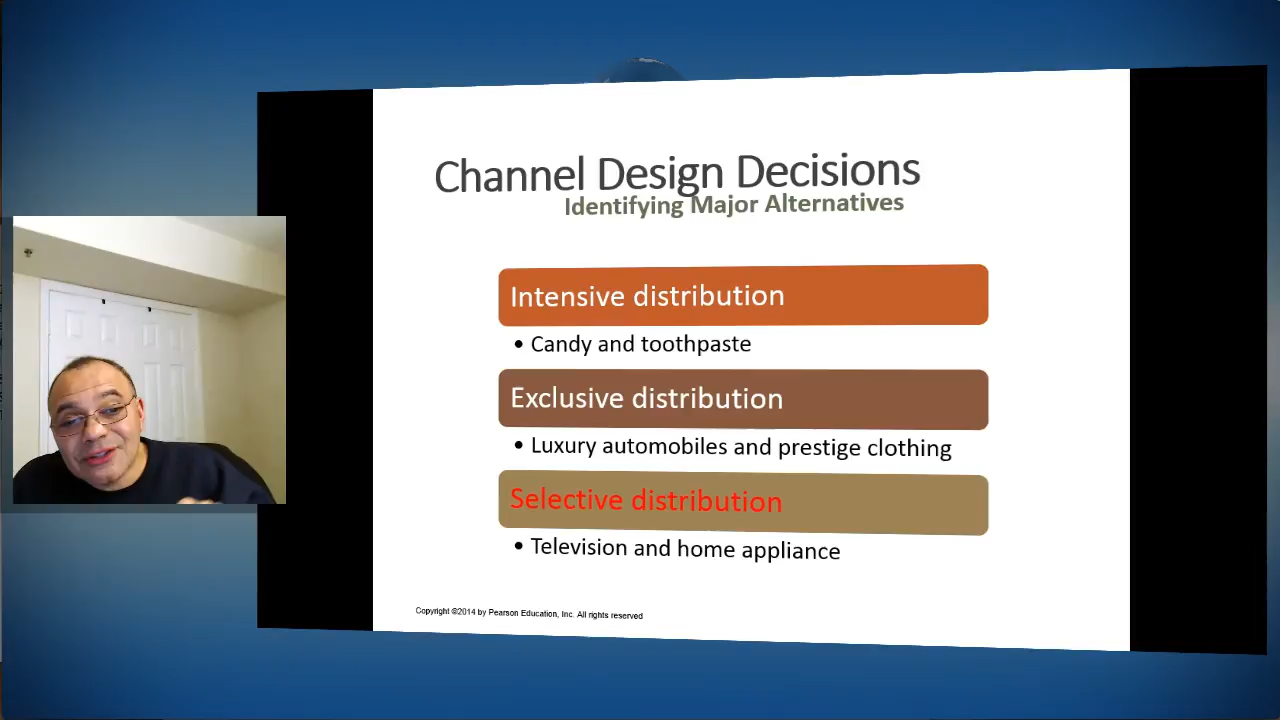 Channel Design Decisions
Identifying Major Alternatives
Intensive distribution
• Candy and toothpaste
Exclusive distribution
• Luxury automobiles and prestige clothing
Selective distribution
• Television and home appliance
Copyright ©2014 by Pearson Education, Inc. All rights reserved